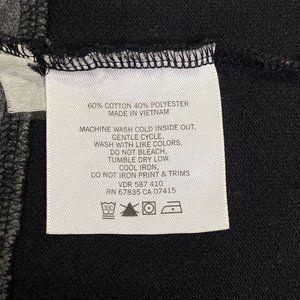 60% COTTON 40% POLYESTER
MADE IN VIETNAM
MACHINE WASH COLD INSIDE OUT.
GENTLE CYCLE,
WASH WITH LIKE COLORS,
DO NOT BLEACH,
TUMBLE DRY LOW,
COOL IRON,
DO NOT IRON PRINT & TRIMS
VDR 587 410
RN 67835 CA 07415